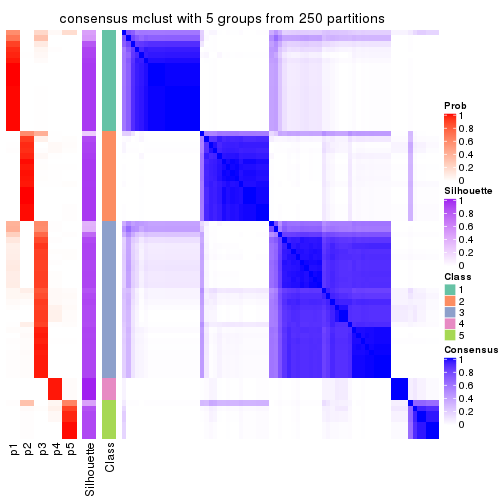 consensus mclust with 5 groups from 250 partitions
Prob
1
0.8
0.6
0.4
0.2
0
Silhouette
1
0.8
0.6
0.4
0.2
0
Class
1
2
3
4
5
Consensus
1
0.8
0.6
0.4
0.2
0
p1
p2
p3
p4
p5
Silhouette
Class